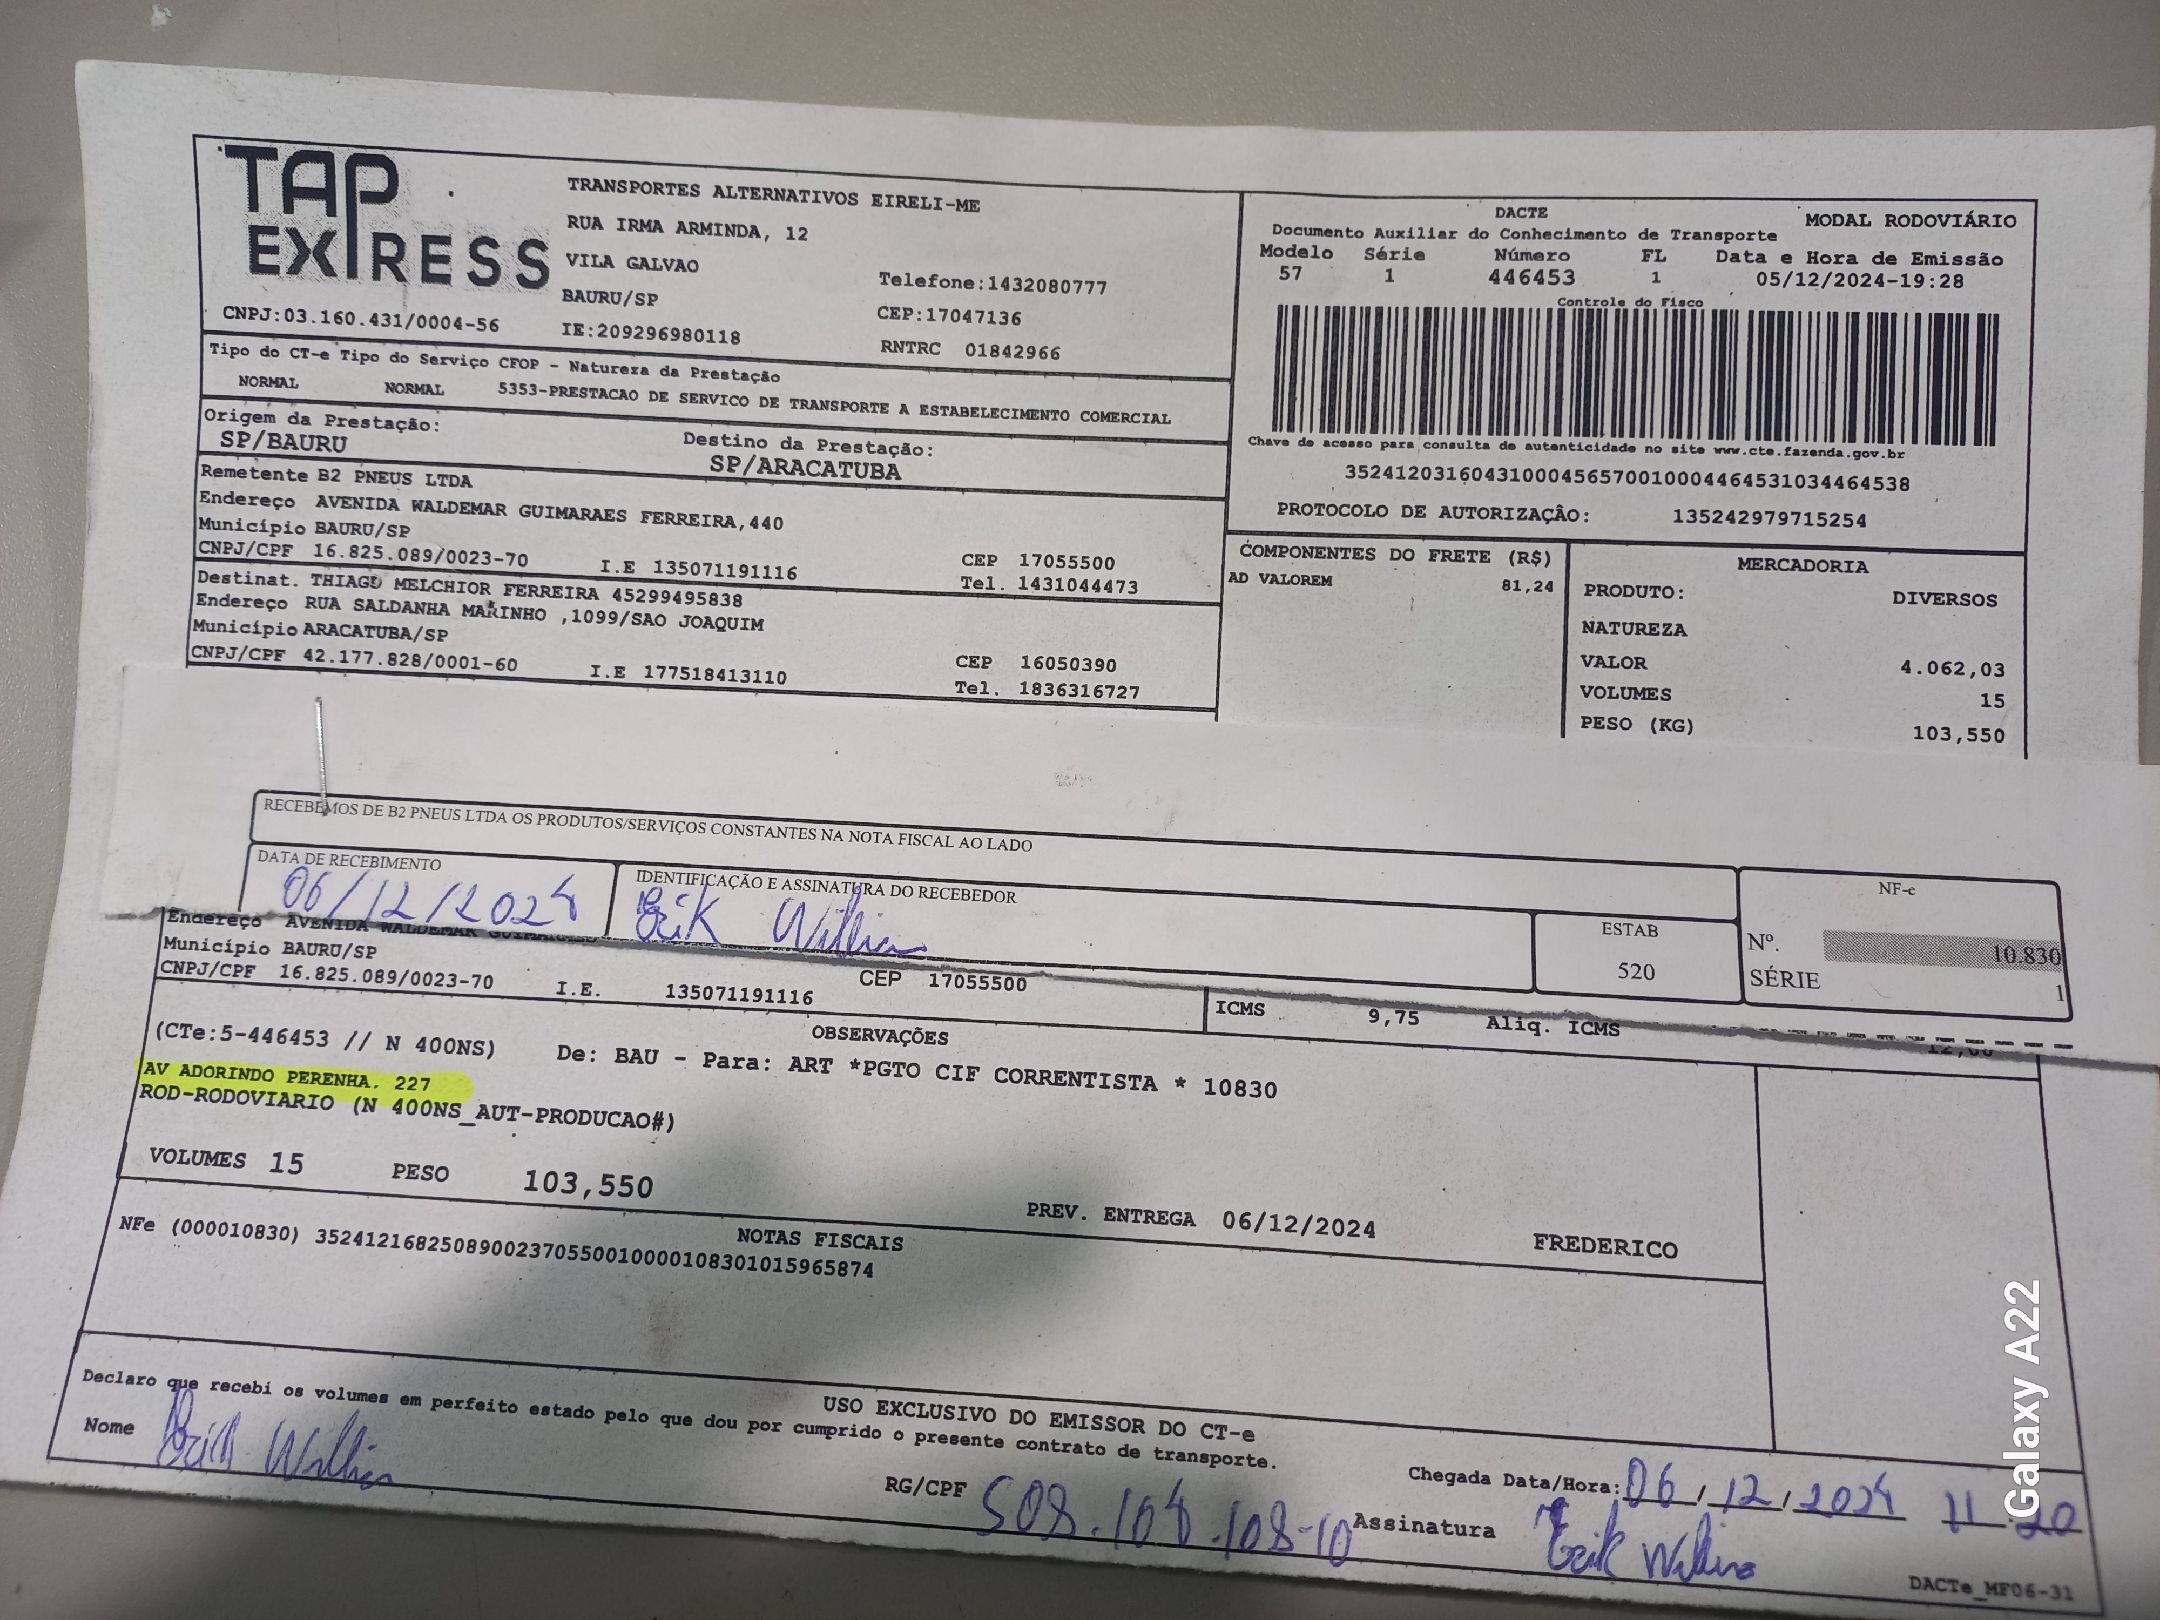 TAP EXPRESS
TRANSPORTES ALTERNATIVOS EIRELI-ME
RUA IRMA ARMINDA, 12
VILA GALVAO
BAURU/SP
IE:209296980118
Telefone:1432080777
CEP:17047136
RNTRC 01842966
CNPJ:03.160.431/0004-56
DACTE
MODAL RODOVIÁRIO
Documento Auxiliar do Conhecimento de Transporte
Modelo Série Número FL Data e Hora de Emissão
57 1 446453 1 05/12/2024-19:28
Controle do Fisco
Chave de acesso para consulta de autenticidade no site www.cte.fazenda.gov.br
35241203160431000456570010004464531034464538
PROTOCOLO DE AUTORIZAÇÂO: 135242979715254
Tipo do CT-e Tipo do Serviço CFOP - Natureza da Prestação
NORMAL NORMAL 5353-PRESTACAO DE SERVICO DE TRANSPORTE A ESTABELECIMENTO COMERCIAL
Origem da Prestação:
SP/BAURU
Destino da Prestação:
SP/ARACATUBA
Remetente B2 PNEUS LTDA
Endereço AVENIDA WALDEMAR GUIMARAES FERREIRA,440
Município BAURU/SP
CEP 17055500
CNPJ/CPF 16.825.089/0023-70 I.E 135071191116 Tel. 1431044473
Destinat. THIAGO MELCHIOR FERREIRA 45299495838
Endereço RUA SALDANHA MARINHO ,1099/SAO JOAQUIM
Município ARACATUBA/SP
CEP 16050390
CNPJ/CPF 42.177.828/0001-60 I.E 177518413110 Tel. 1836316727
COMPONENTES DO FRETE (R$)
AD VALOREM 81,24
MERCADORIA
PRODUTO: DIVERSOS
NATUREZA
VALOR 4.062,03
VOLUMES 15
PESO (KG) 103,550
RECEBEMOS DE B2 PNEUS LTDA OS PRODUTOS/SERVIÇOS CONSTANTES NA NOTA FISCAL AO LADO
DATA DE RECEBIMENTO
06/12/2024
IDENTIFICAÇÃO E ASSINATURA DO RECEBEDOR
Erik Willian
ESTAB
520
NF-e
Nº. 10.830
SÉRIE 1
Endereço AVENIDA WALDEMAR
Município BAURU/SP
CNPJ/CPF 16.825.089/0023-70 I.E. 135071191116 CEP 17055500
ICMS 9,75 Aliq. ICMS 12,00
OBSERVAÇÕES
(CTe:5-446453 // N 400NS) De: BAU - Para: ART *PGTO CIF CORRENTISTA * 10830
AV ADORINDO PERENHA. 227
ROD-RODOVIARIO (N 400NS_AUT-PRODUCAO#)
VOLUMES 15 PESO 103,550
PREV. ENTREGA 06/12/2024 FREDERICO
NOTAS FISCAIS
NFe (000010830) 35241216825089002370550010000108301015965874
USO EXCLUSIVO DO EMISSOR DO CT-e
Declaro que recebi os volumes em perfeito estado pelo que dou por cumprido o presente contrato de transporte.
Nome Erik Willian
RG/CPF 508.108.108-10
Chegada Data/Hora: 06/12/2024 11 20
Assinatura Erik Willian
DACTe_MF06-31
Galaxy A22